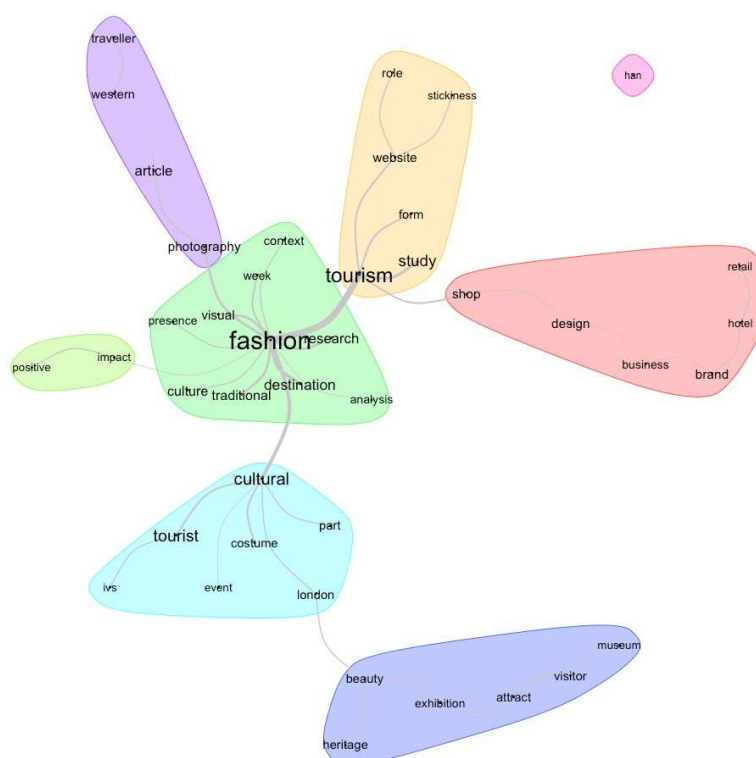 traveller
western
article
photography
role
stickiness
website
form
study
tourism
han
context
week
visual
presence
fashion
research
culture
traditional
destination
analysis
positive
impact
shop
design
business
brand
hotel
retail
cultural
tourist
costume
part
ivs
event
london
beauty
exhibition
attract
visitor
museum
heritage